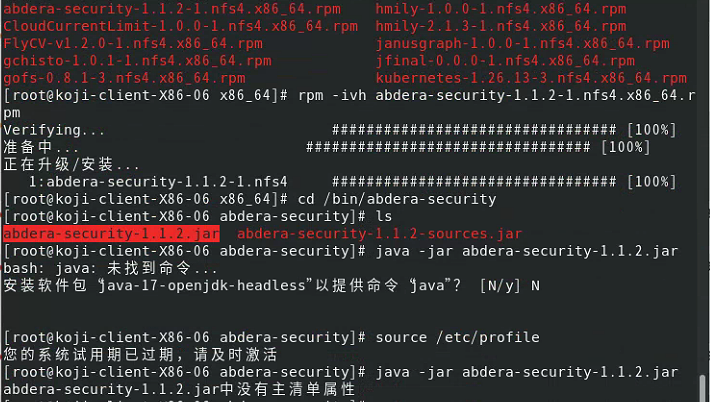 abdera-security-1.1.2-1.nfs4.x86_64.rpm hmily-1.0.0-1.nfs4.x86_64.rpm
CloudCurrentLimit-1.0.0-1.nfs4.x86_64.rpm hmily-2.1.3-1.nfs4.x86_64.rpm
FlyCV-v1.2.0-1.nfs4.x86_64.rpm janusgraph-1.0.0-1.nfs4.x86_64.rpm
gchisto-1.0.1-1.nfs4.x86_64.rpm jfinal-0.0.0-1.nfs4.x86_64.rpm
gofs-0.8.1-3.nfs4.x86_64.rpm kubernetes-1.26.13-3.nfs4.x86_64.rpm
[root@koji-client-X86-06 x86_64]# rpm -ivh abdera-security-1.1.2-1.nfs4.x86_64.r
pm
Verifying... ################################# [100%]
准备中... ################################# [100%]
正在升级/安装...
1:abdera-security-1.1.2-1.nfs4 ################################# [100%]
[root@koji-client-X86-06 x86_64]# cd /bin/abdera-security
[root@koji-client-X86-06 abdera-security]# ls
abdera-security-1.1.2.jar abdera-security-1.1.2-sources.jar
[root@koji-client-X86-06 abdera-security]# java -jar abdera-security-1.1.2.jar
bash: java: 未找到命令...
安装软件包“java-17-openjdk-headless”以提供命令“java”? [N/y] N
[root@koji-client-X86-06 abdera-security]# source /etc/profile
您的系统试用期已过期，请及时激活
[root@koji-client-X86-06 abdera-security]# java -jar abdera-security-1.1.2.jar
abdera-security-1.1.2.jar中没有主清单属性